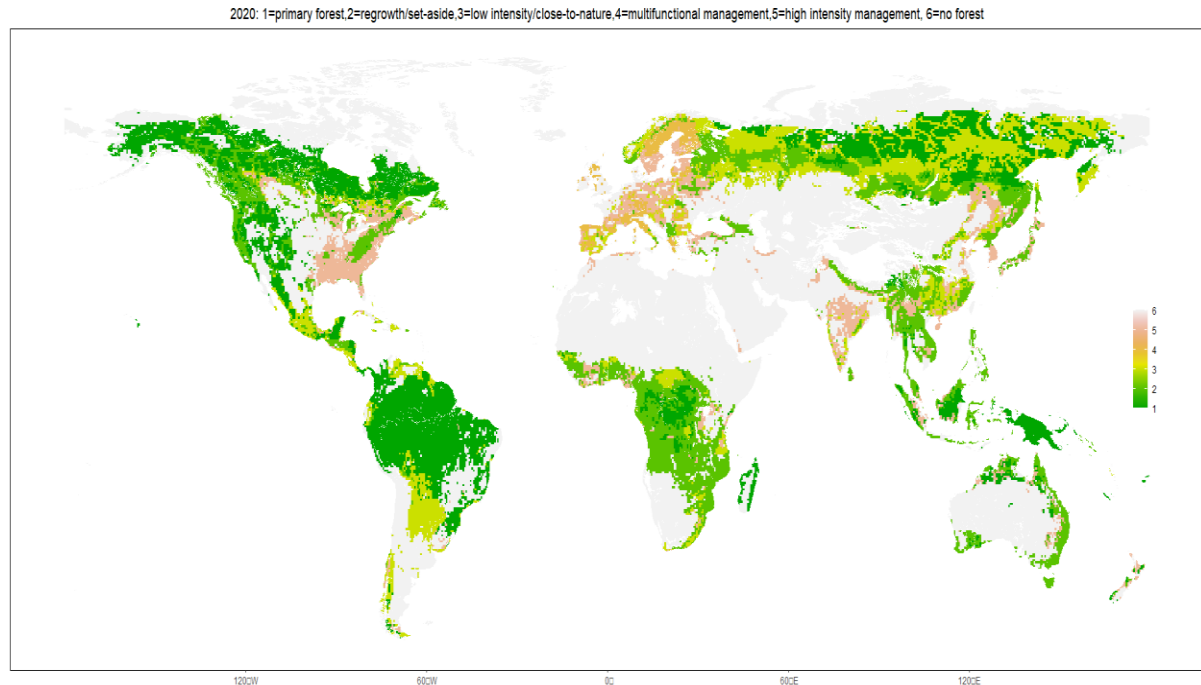 2020: 1=primary forest,2=regrowth/set-aside,3=low intensity/close-to-nature,4=multifunctional management,5=high intensity management, 6=no forest
6
5
4
3
2
1
120□W
60□W
0□
60□E
120□E